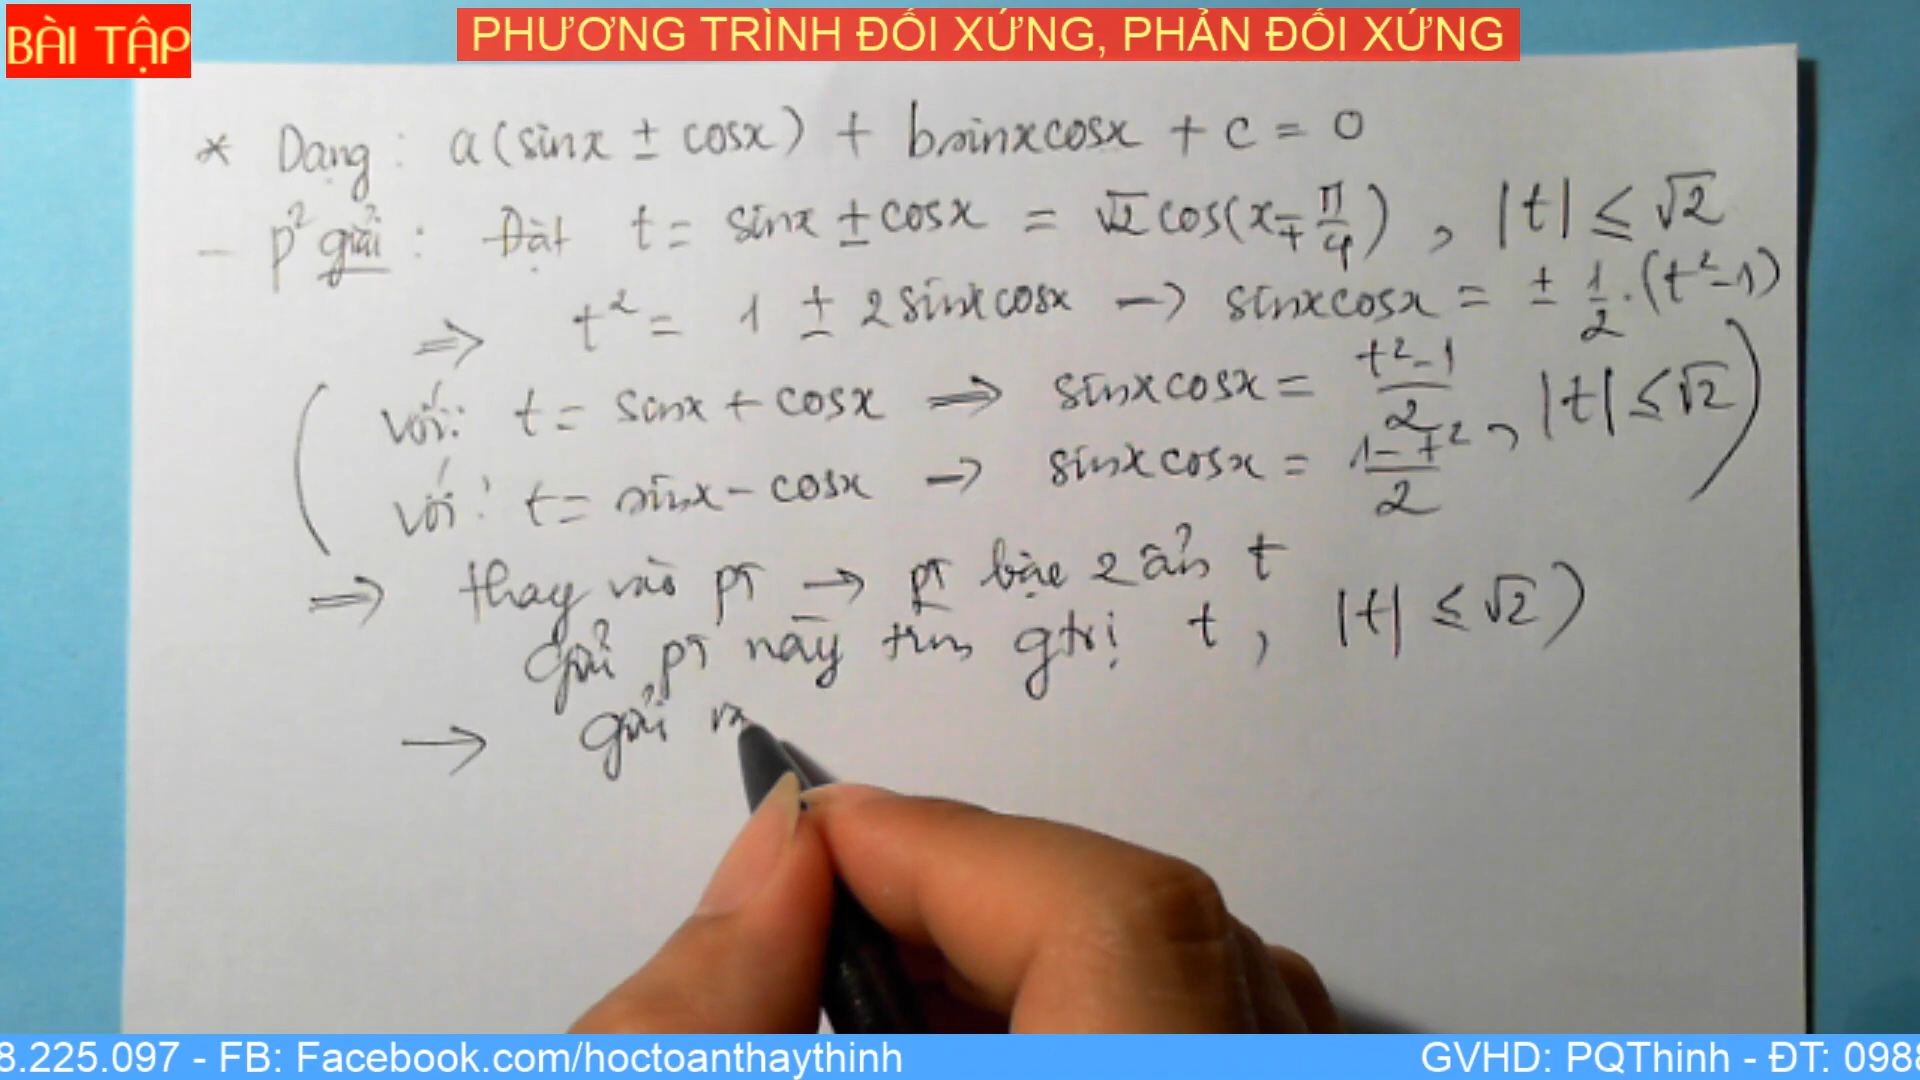 BÀI TẬP
PHƯƠNG TRÌNH ĐỐI XỨNG, PHẢN ĐỐI XỨNG
* Dạng: a(sinx ± cosx) + bsinxcosx + c = 0
- P² giải: Đặt t = sinx ± cosx = √2 cos(x ∓ π/4), |t| ≤ √2
=> t² = 1 ± 2sinxcosx -> sinxcosx = ± 1/2.(t²-1)
(với: t = sinx + cosx => sinxcosx = t²-1/2, |t| ≤ √2)
với: t = sinx - cosx -> sinxcosx = 1-t²/2
=> thay vào pt -> pt bậc 2 ẩn t
Giải pt này tìm gtrị t, |t| ≤ √2)
-> giải
8.225.097 - FB: Facebook.com/hoctoanthaythinh
GVHD: PQThinh - ĐT: 098